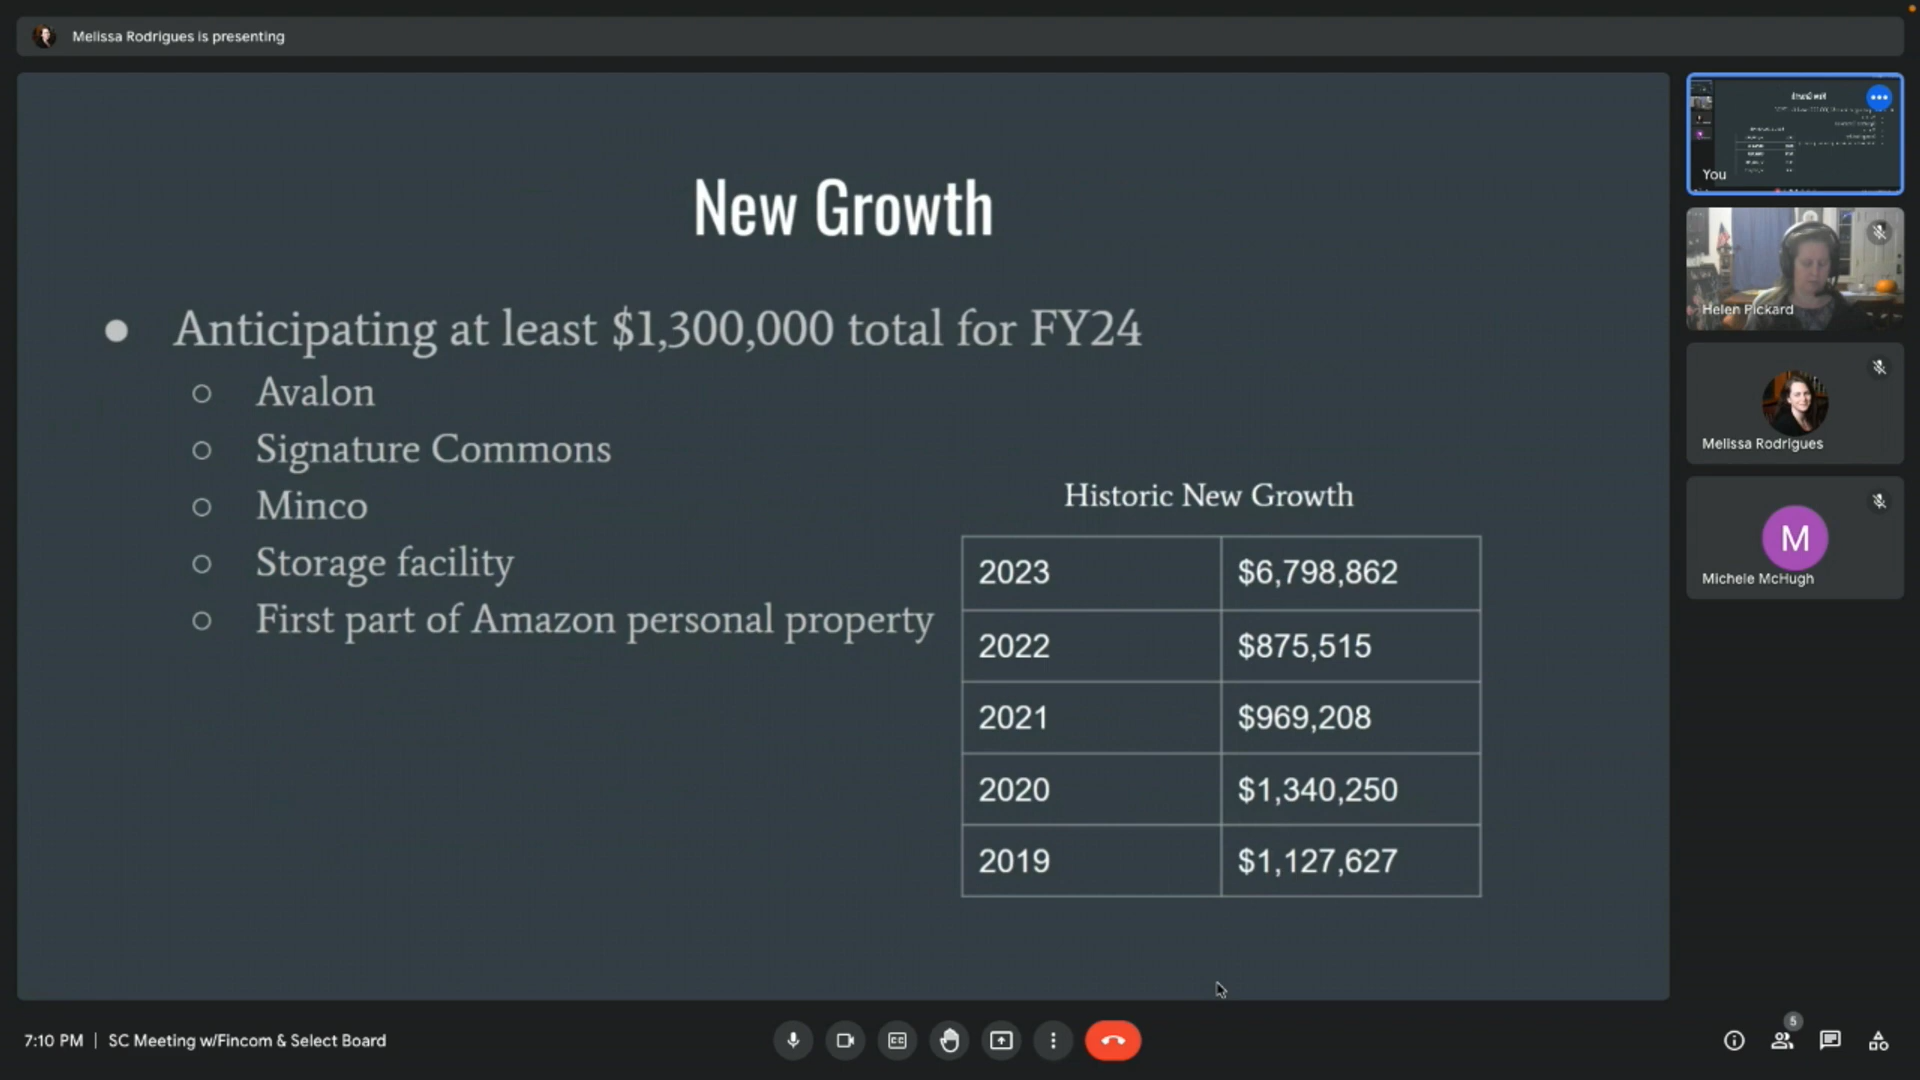 Melissa Rodrigues is presenting
New Growth
● Anticipating at least $1,300,000 total for FY24
○ Avalon
○ Signature Commons
○ Minco
○ Storage facility
○ First part of Amazon personal property
Historic New Growth
2023 $6,798,862
2022 $875,515
2021 $969,208
2020 $1,340,250
2019 $1,127,627
You
Helen Pickard
Melissa Rodrigues
M
Michele McHugh
7:10 PM | SC Meeting w/Fincom & Select Board
CC
5